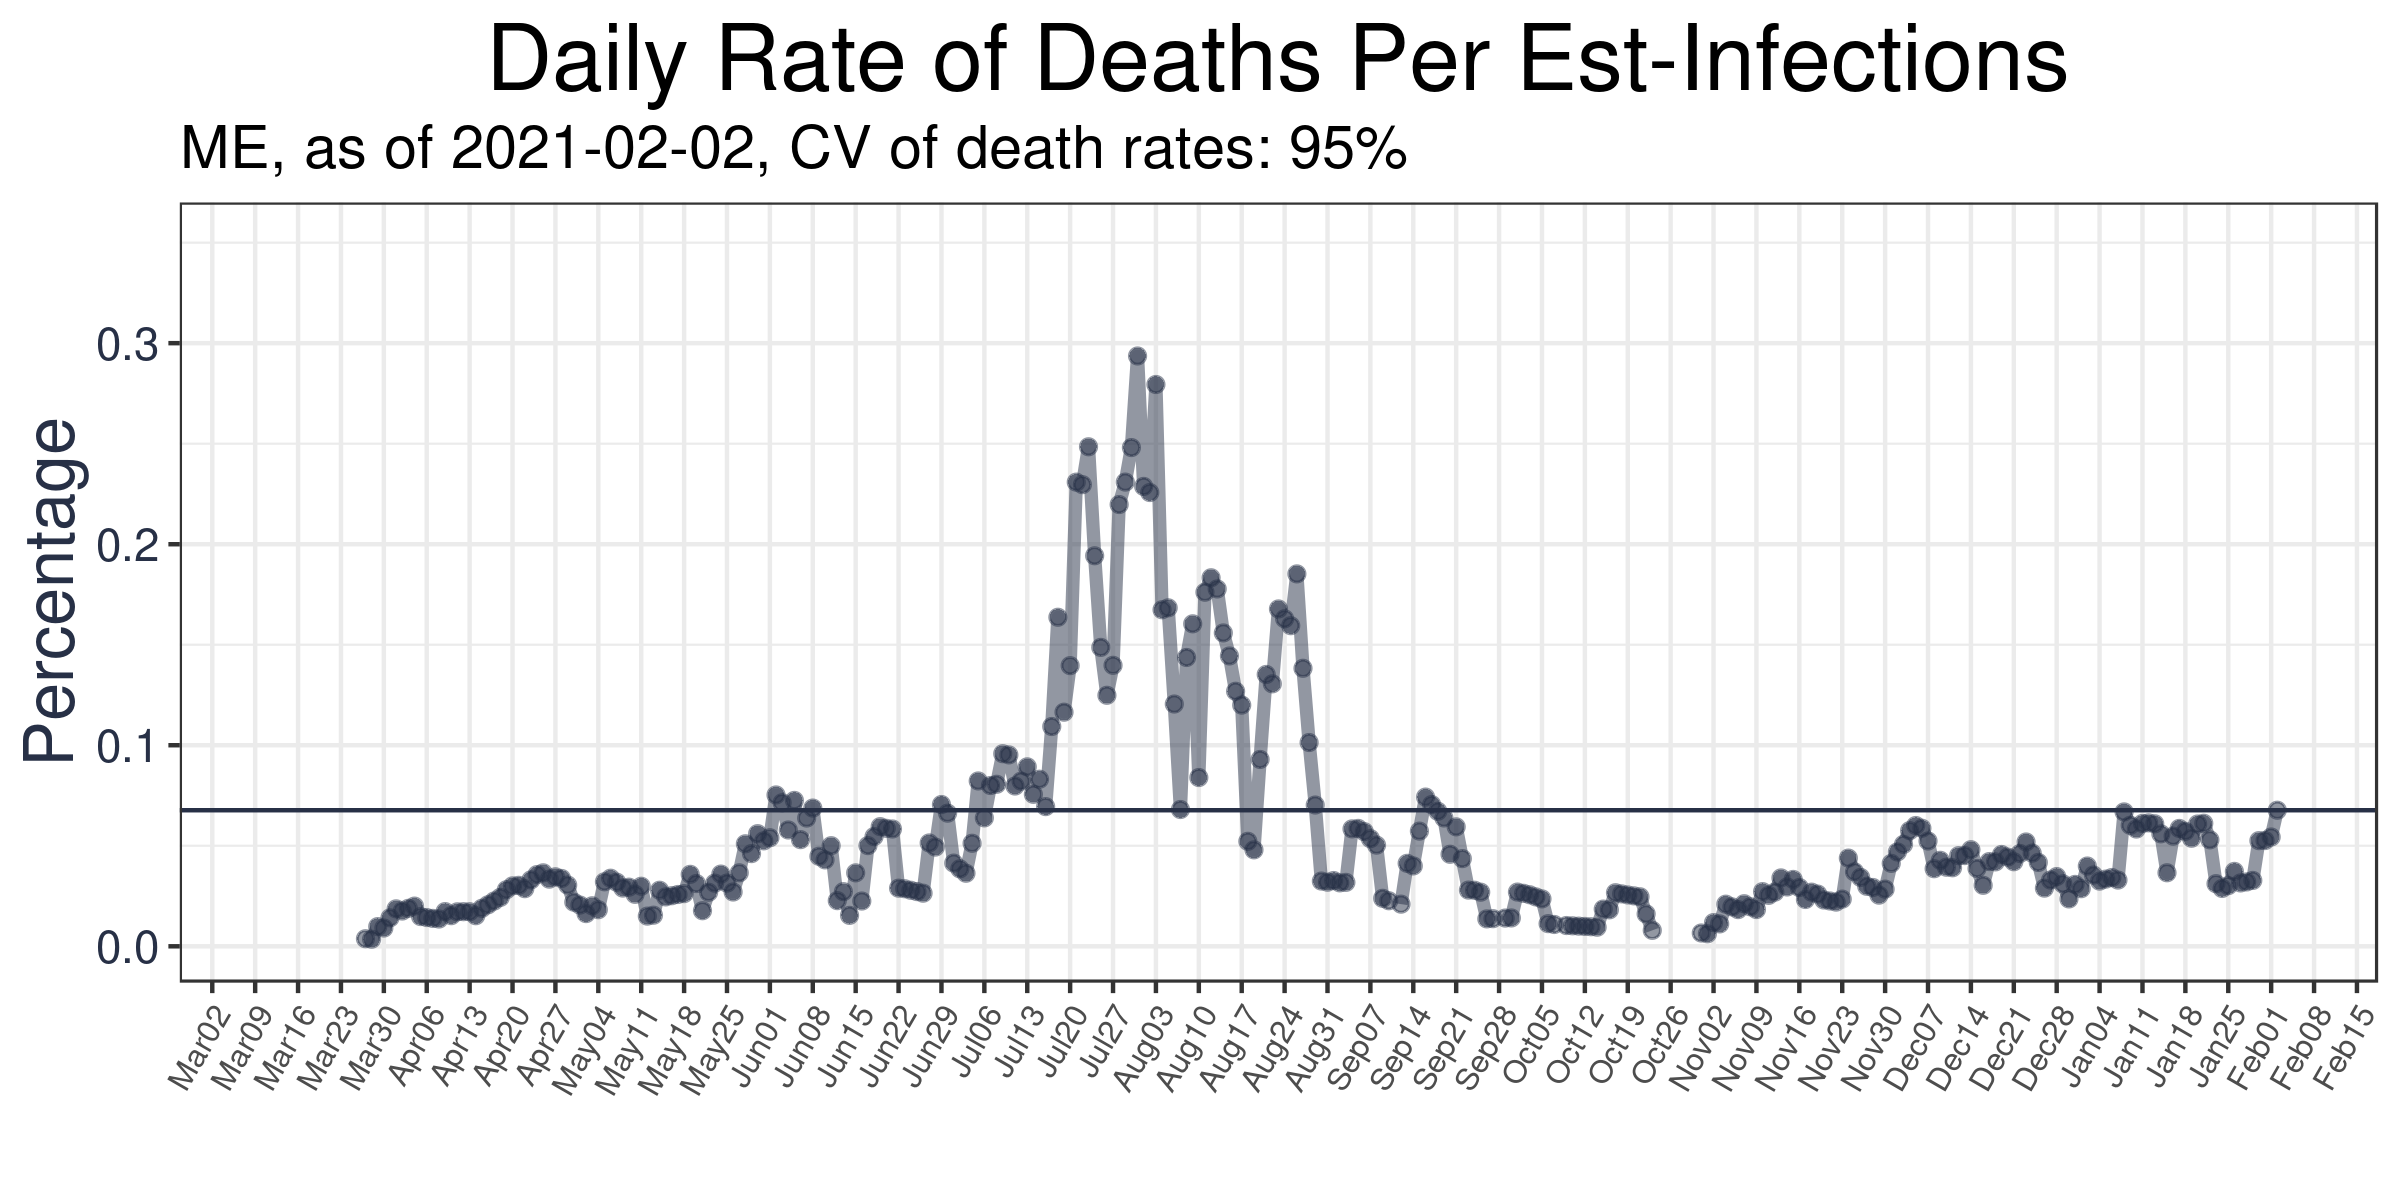 Daily Rate of Deaths Per Est-Infections
ME, as of 2021-02-02, CV of death rates: 95%
Percentage
0.3
0.2
0.1
0.0
Mar02
Mar09
Mar16
Mar23
Mar30
Apr06
Apr13
Apr20
Apr27
May04
May11
May18
May25
Jun01
Jun08
Jun15
Jun22
Jun29
Jul06
Jul13
Jul20
Jul27
Aug03
Aug10
Aug17
Aug24
Aug31
Sep07
Sep14
Sep21
Sep28
Oct05
Oct12
Oct19
Oct26
Nov02
Nov09
Nov16
Nov23
Nov30
Dec07
Dec14
Dec21
Dec28
Jan04
Jan11
Jan18
Jan25
Feb01
Feb08
Feb15